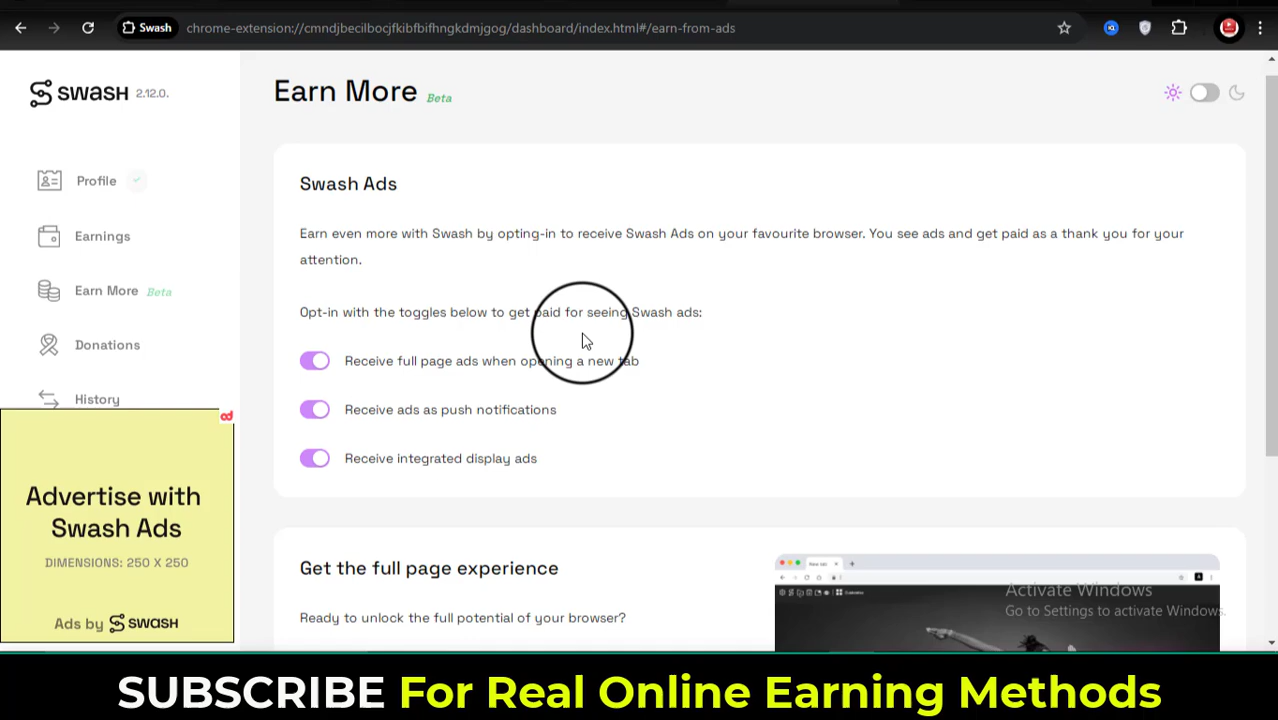 Swash
chrome-extension://cmndjbecilbocjfkibfbifhngkdmjgog/dashboard/index.html#/earn-from-ads
SWASH 2.12.0.
Profile
Earnings
Earn More Beta
Donations
History
Advertise with
Swash Ads
DIMENSIONS: 250 X 250
Ads by SWASH
Earn More Beta
Swash Ads
Earn even more with Swash by opting-in to receive Swash Ads on your favourite browser. You see ads and get paid as a thank you for your
attention.
Opt-in with the toggles below to get paid for seeing Swash ads:
Receive full page ads when opening a new tab
Receive ads as push notifications
Receive integrated display ads
Get the full page experience
Ready to unlock the full potential of your browser?
New tab
Activate Windows
Go to Settings to activate Windows.
SUBSCRIBE For Real Online Earning Methods